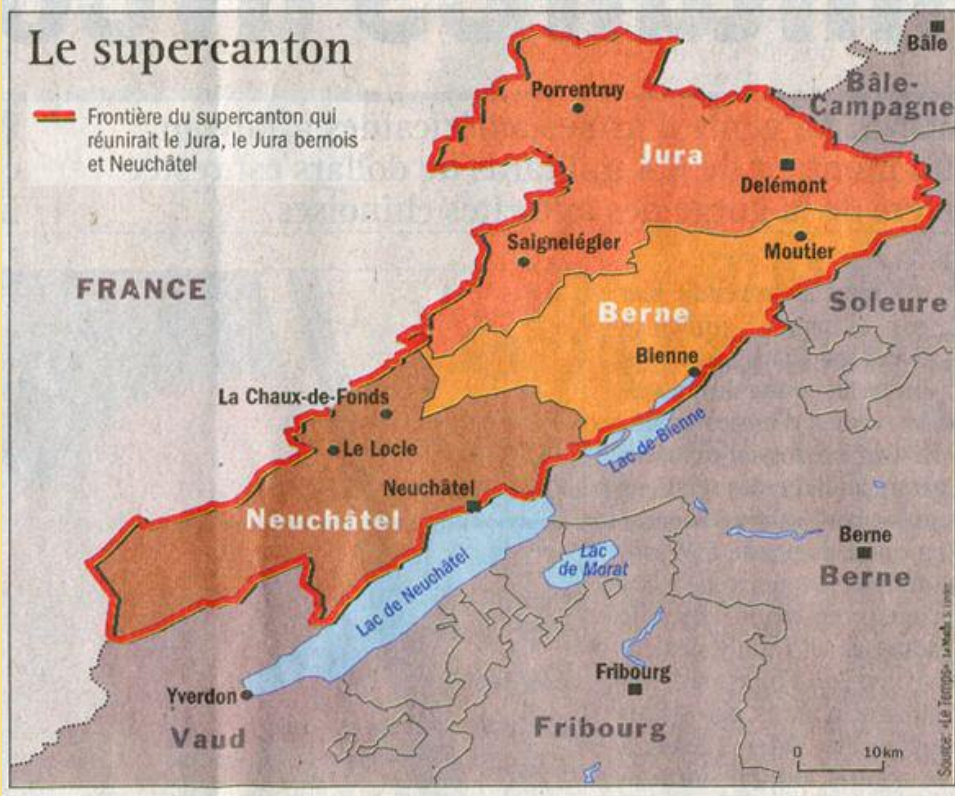 Le supercanton
Frontière du supercanton qui
réunirait le Jura, le Jura bernois
et Neuchâtel
Bâle
Bâle-
Campagne
Porrentruy
Jura
Delémont
Saignelégier
Moutier
FRANCE
Soleure
Berne
Bienne
La Chaux-de-Fonds
Lac de Bienne
Le Locle
Neuchâtel
Neuchâtel
Berne
Berne
Lac
de Morat
Lac de Neuchâtel
Fribourg
Yverdon
Vaud
Fribourg
0 10 km
Source: «Le Temps»